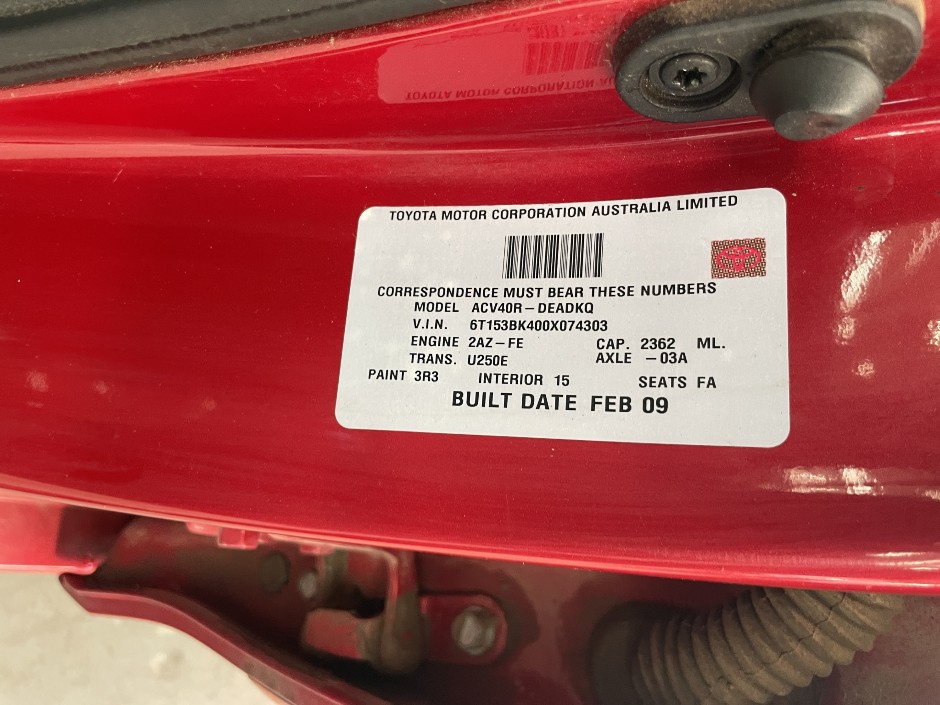 TOYOTA MOTOR CORPORATION AUSTRALIA LIMITED
CORRESPONDENCE MUST BEAR THESE NUMBERS
MODEL ACV40R-DEADKQ
V.I.N. 6T153BK400X074303
ENGINE 2AZ-FE CAP. 2362 ML.
TRANS. U250E AXLE -03A
PAINT 3R3 INTERIOR 15 SEATS FA
BUILT DATE FEB 09